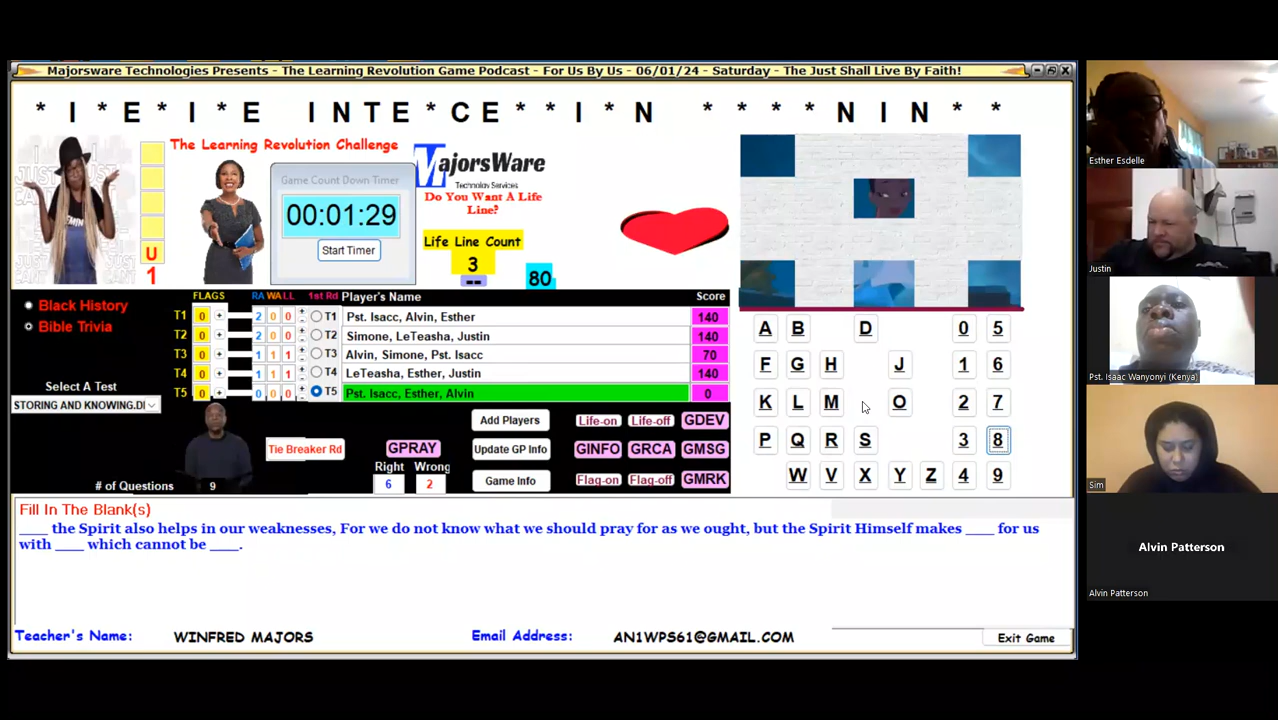 Majorsware Technologies Presents - The Learning Revolution Game Podcast - For Us By Us - 06/01/24 - Saturday - The Just Shall Live By Faith!
* I * E * I * E INTE * CE * * I * N * * * * N I N * *
The Learning Revolution Challenge
Game Count Down Timer
00:01:29
Start Timer
U
1
MajorsWare
Technology Services
Do You Want A Life
Line?
Life Line Count
3
--
80
FLAGS RA WA LL 1st Rd Player's Name Score
Black History
Bible Trivia
T1 0 + 2 0 0 T1 Pst. Isacc, Alvin, Esther 140
T2 0 + 2 0 0 T2 Simone, LeTeasha, Justin 140
T3 0 + 1 1 1 T3 Alvin, Simone, Pst. Isacc 70
T4 0 + 1 1 1 T4 LeTeasha, Esther, Justin 140
T5 0 + 0 0 0 T5 Pst. Isacc, Esther, Alvin 0
Select A Test
STORING AND KNOWING.DI
Tie Breaker Rd
GPRAY
Right Wrong
6 2
# of Questions 9
Add Players Life-on Life-off GDEV
Update GP Info GINFO GRCA GMSG
Game Info Flag-on Flag-off GMRK
A B D 0 5
F G H J 1 6
K L M O 2 7
P Q R S 3 8
W V X Y Z 4 9
Fill In The Blank(s)
____ the Spirit also helps in our weaknesses, For we do not know what we should pray for as we ought, but the Spirit Himself makes ____ for us
with ____ which cannot be ____.
Teacher's Name: WINFRED MAJORS Email Address: AN1WPS61@GMAIL.COM
Exit Game
Esther Esdelle
Justin
Pst. Isaac Wanyonyi (Kenya)
Sim
Alvin Patterson
Alvin Patterson